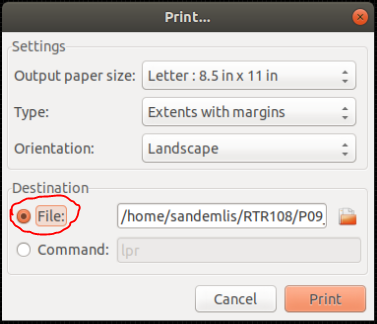 Print...
Settings
Output paper size: Letter : 8.5 in x 11 in
Type: Extents with margins
Orientation: Landscape
Destination
File: /home/sandemlis/RTR108/P09
Command: lpr
Cancel Print